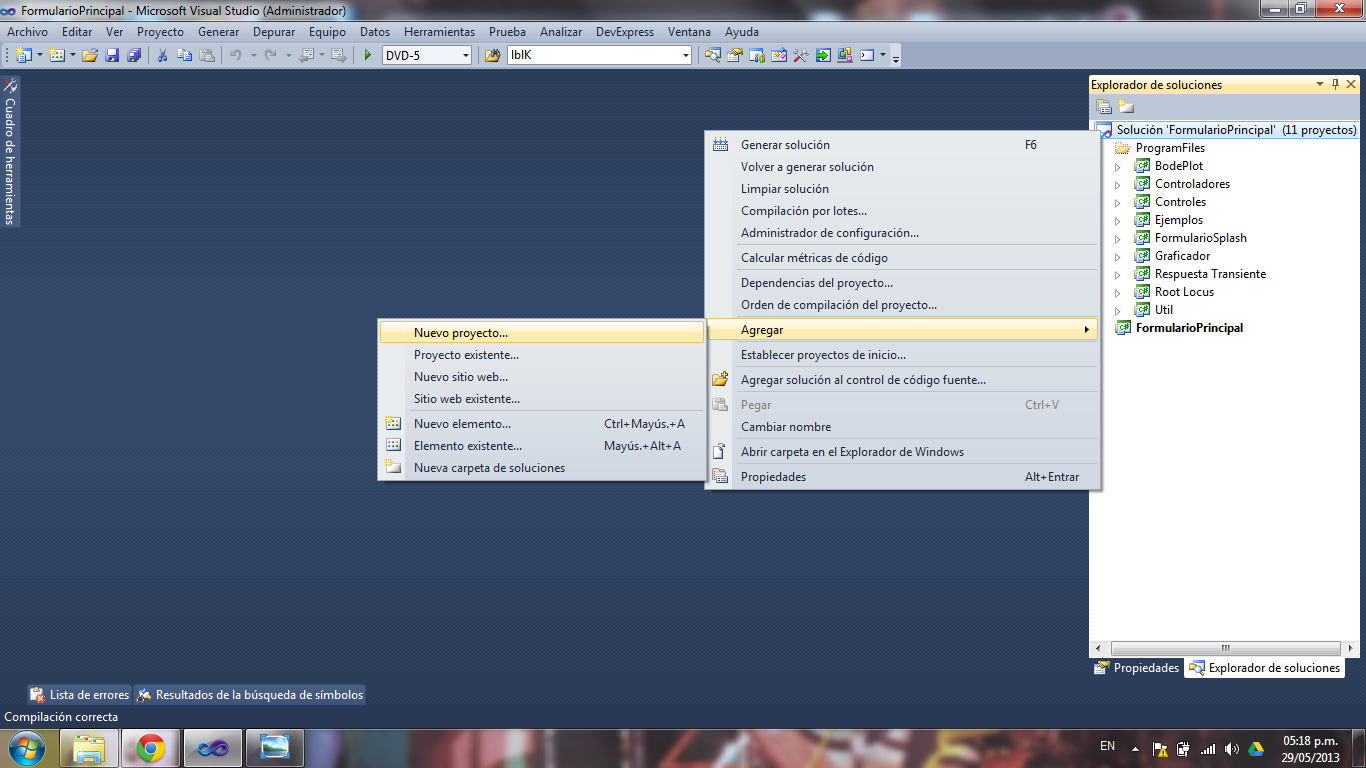 FormularioPrincipal - Microsoft Visual Studio (Administrador)
Archivo Editar Ver Proyecto Generar Depurar Equipo Datos Herramientas Prueba Analizar DevExpress Ventana Ayuda
DVD-5 lblK
Cuadro de herramientas
Explorador de soluciones
Solución 'FormularioPrincipal' (11 proyectos)
ProgramFiles
BodePlot
Controladores
Controles
Ejemplos
FormularioSplash
Graficador
Respuesta Transiente
Root Locus
Util
FormularioPrincipal
Generar solución F6
Volver a generar solución
Limpiar solución
Compilación por lotes...
Administrador de configuración...
Calcular métricas de código
Dependencias del proyecto...
Orden de compilación del proyecto...
Agregar
Establecer proyectos de inicio...
Agregar solución al control de código fuente...
Pegar Ctrl+V
Cambiar nombre
Abrir carpeta en el Explorador de Windows
Propiedades Alt+Entrar
Nuevo proyecto...
Proyecto existente...
Nuevo sitio web...
Sitio web existente...
Nuevo elemento... Ctrl+Mayús.+A
Elemento existente... Mayús.+Alt+A
Nueva carpeta de soluciones
Propiedades Explorador de soluciones
Lista de errores Resultados de la búsqueda de símbolos
Compilación correcta
EN
05:18 p.m.
29/05/2013